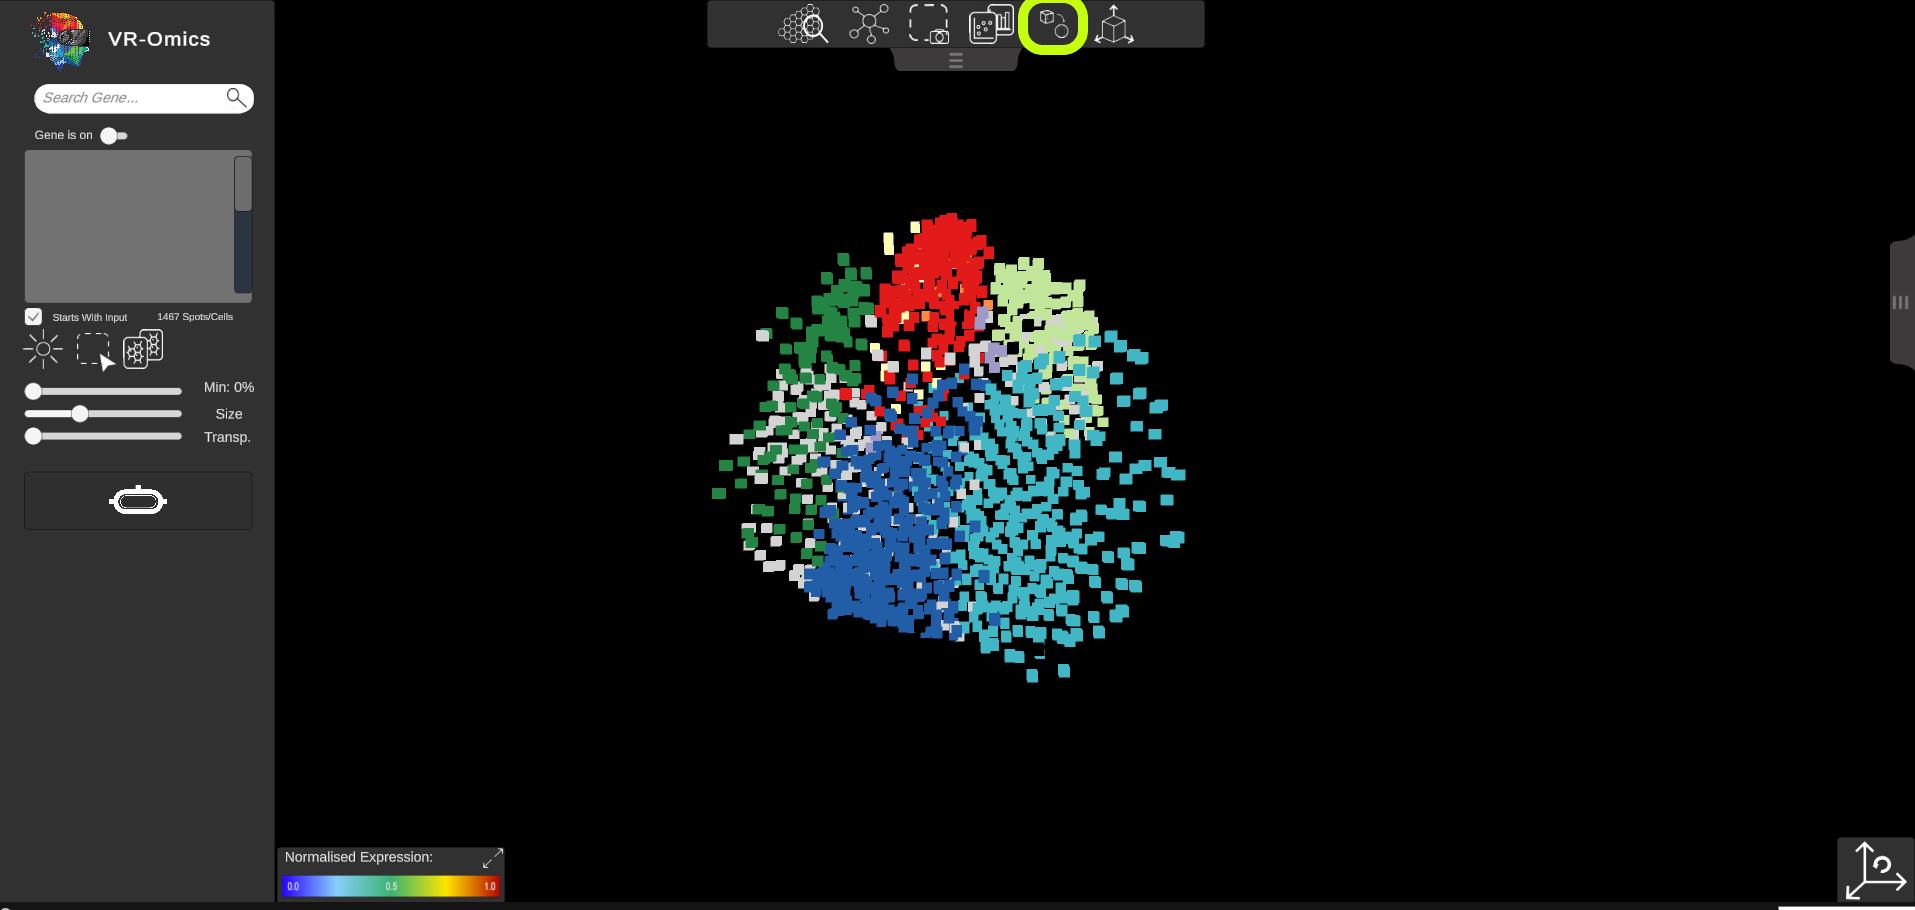 VR-Omics
Search Gene...
Gene is on
Starts With Input
1467 Spots/Cells
Min: 0%
Size
Transp.
Normalised Expression:
0.0
0.5
1.0